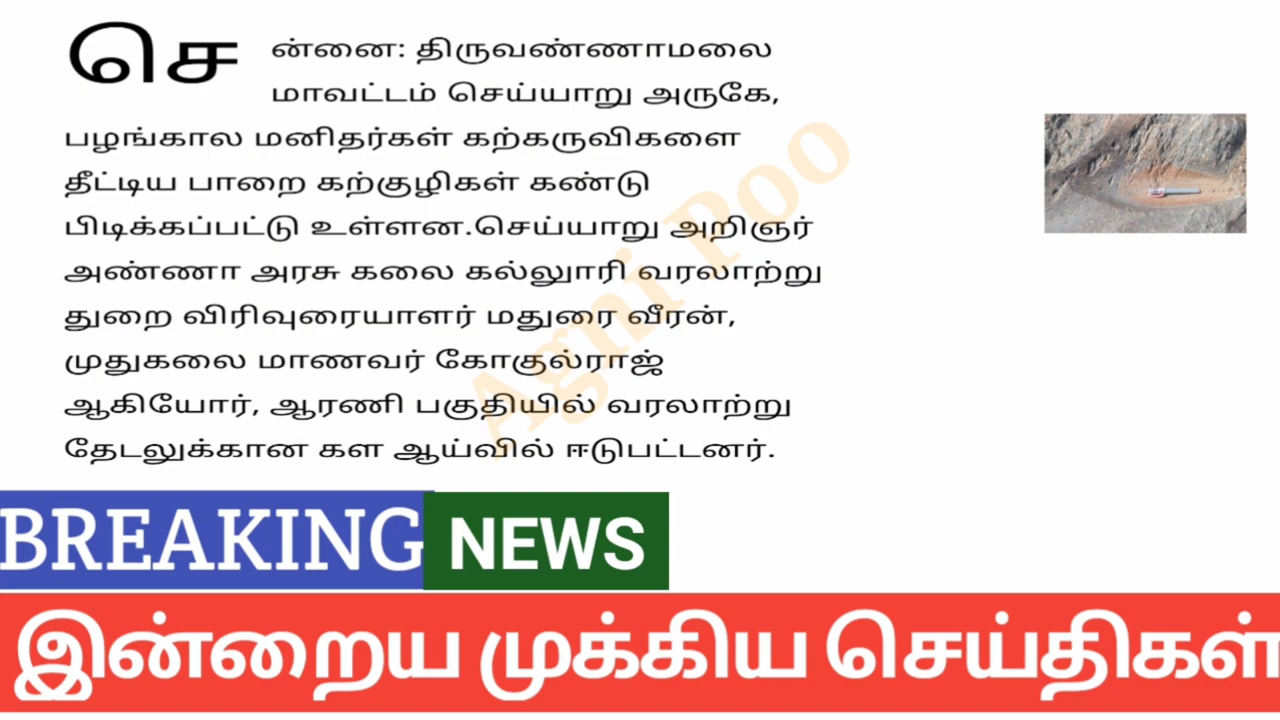 சென்னை: திருவண்ணாமலை
மாவட்டம் செய்யாறு அருகே,
பழங்கால மனிதர்கள் கற்கருவிகளை
தீட்டிய பாறை கற்குழிகள் கண்டு
பிடிக்கப்பட்டு உள்ளன.செய்யாறு அறிஞர்
அண்ணா அரசு கலை கல்லுாரி வரலாற்று
துறை விரிவுரையாளர் மதுரை வீரன்,
முதுகலை மாணவர் கோகுல்ராஜ்
ஆகியோர், ஆரணி பகுதியில் வரலாற்று
தேடலுக்கான கள ஆய்வில் ஈடுபட்டனர்.
Agni Poo
BREAKING NEWS
இன்றைய முக்கிய செய்திகள்